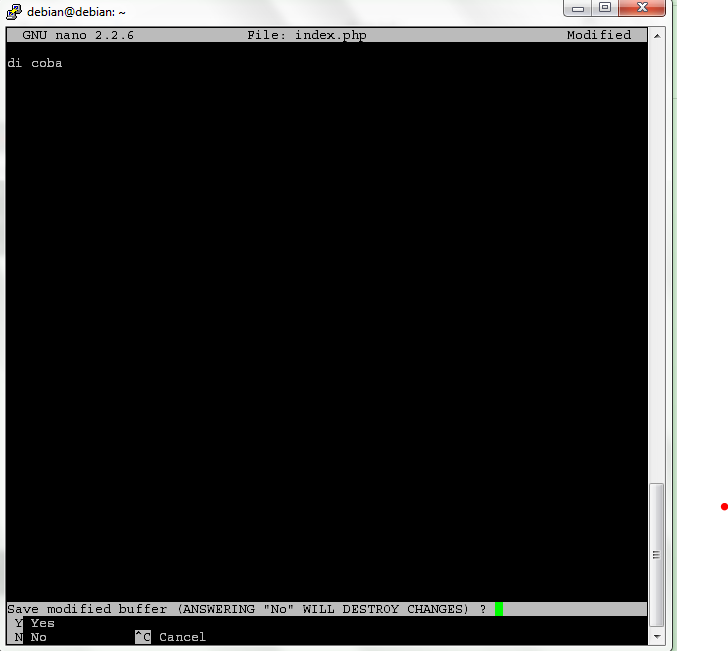 debian@debian: ~
GNU nano 2.2.6 File: index.php Modified
di coba
Save modified buffer (ANSWERING "No" WILL DESTROY CHANGES) ?
Y Yes
N No ^C Cancel